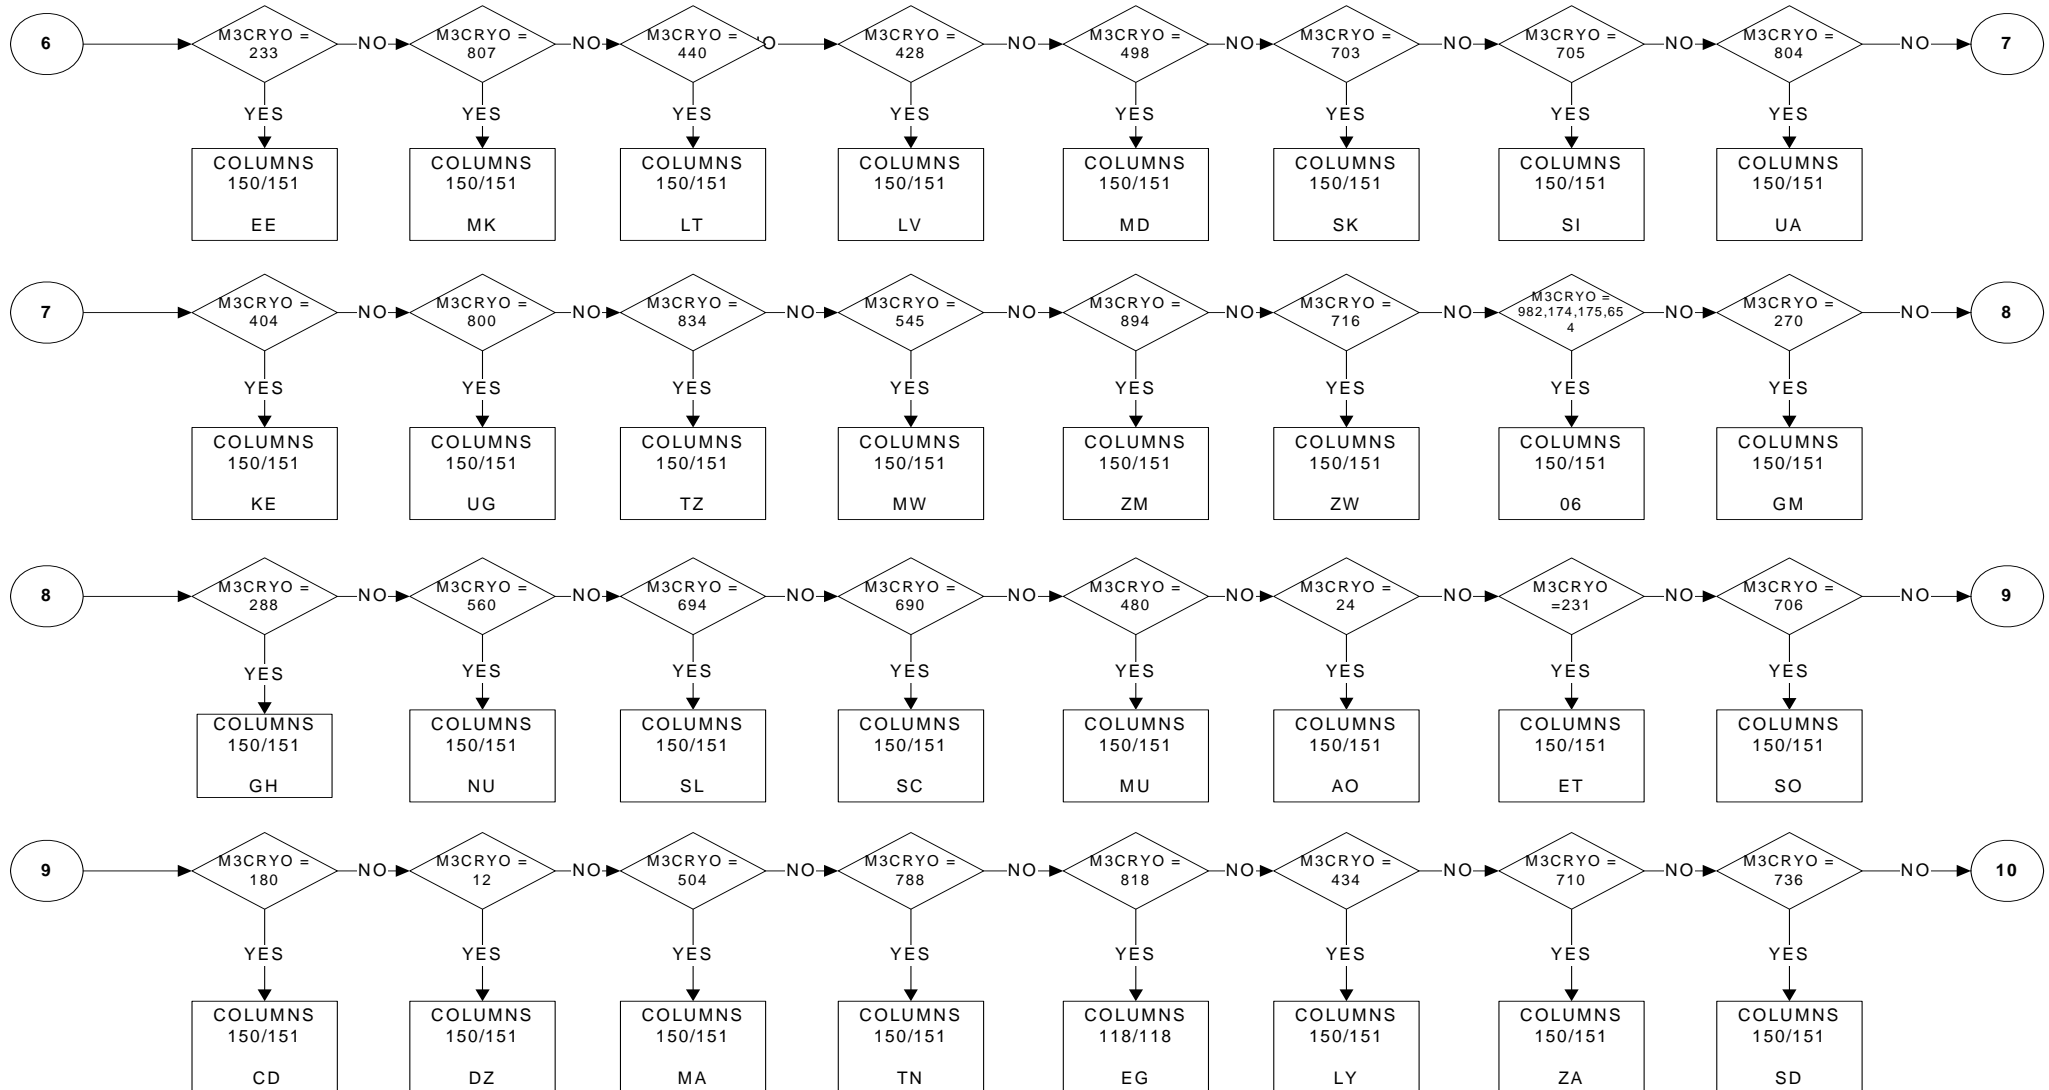 6
M3CRYO =
233
NO
M3CRYO =
807
NO
M3CRYO =
440
M3CRYO =
428
NO
M3CRYO =
498
NO
M3CRYO =
703
NO
M3CRYO =
705
NO
M3CRYO =
804
NO
7
YES
YES
YES
YES
YES
YES
YES
YES
COLUMNS
150/151
EE
COLUMNS
150/151
MK
COLUMNS
150/151
LT
COLUMNS
150/151
LV
COLUMNS
150/151
MD
COLUMNS
150/151
SK
COLUMNS
150/151
SI
COLUMNS
150/151
UA
7
M3CRYO =
404
NO
M3CRYO =
800
NO
M3CRYO =
834
NO
M3CRYO =
545
NO
M3CRYO =
894
NO
M3CRYO =
716
NO
M3CRYO =
982,174,175,65
4
NO
M3CRYO =
270
NO
8
YES
YES
YES
YES
YES
YES
YES
YES
COLUMNS
150/151
KE
COLUMNS
150/151
UG
COLUMNS
150/151
TZ
COLUMNS
150/151
MW
COLUMNS
150/151
ZM
COLUMNS
150/151
ZW
COLUMNS
150/151
06
COLUMNS
150/151
GM
8
M3CRYO =
288
NO
M3CRYO =
560
NO
M3CRYO =
694
NO
M3CRYO =
690
NO
M3CRYO =
480
NO
M3CRYO =
24
NO
M3CRYO
=231
NO
M3CRYO =
706
NO
9
YES
YES
YES
YES
YES
YES
YES
YES
COLUMNS
150/151
GH
COLUMNS
150/151
NU
COLUMNS
150/151
SL
COLUMNS
150/151
SC
COLUMNS
150/151
MU
COLUMNS
150/151
AO
COLUMNS
150/151
ET
COLUMNS
150/151
SO
9
M3CRYO =
180
NO
M3CRYO =
12
NO
M3CRYO =
504
NO
M3CRYO =
788
NO
M3CRYO =
818
NO
M3CRYO =
434
NO
M3CRYO =
710
NO
M3CRYO =
736
NO
10
YES
YES
YES
YES
YES
YES
YES
YES
COLUMNS
150/151
CD
COLUMNS
150/151
DZ
COLUMNS
150/151
MA
COLUMNS
150/151
TN
COLUMNS
118/118
EG
COLUMNS
150/151
LY
COLUMNS
150/151
ZA
COLUMNS
150/151
SD